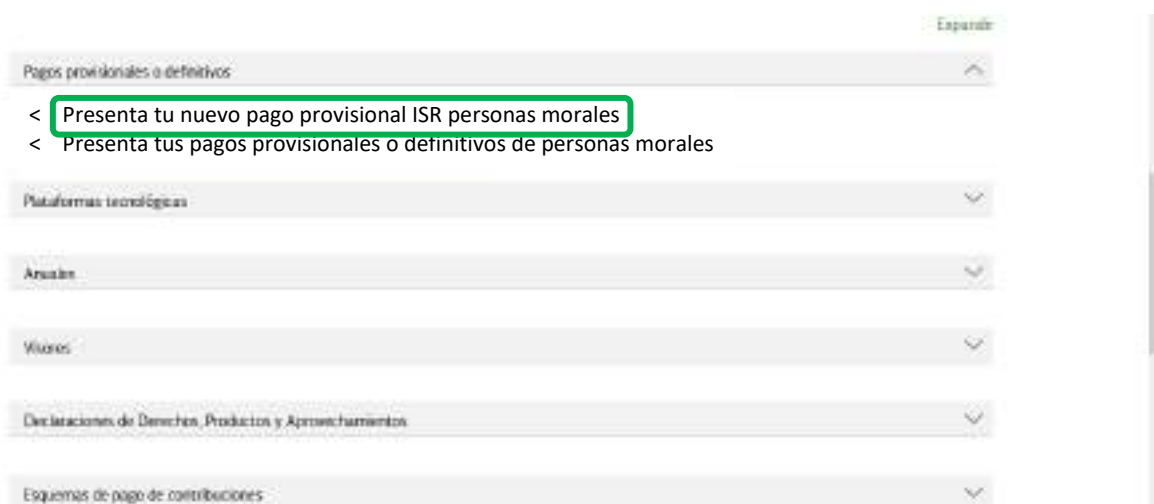 Expandir
Pagos provisionales o definitivos
< Presenta tu nuevo pago provisional ISR personas morales
< Presenta tus pagos provisionales o definitivos de personas morales
Plataformas tecnológicas
Anuales
Visores
Declaraciones de Derechos, Productos y Aprovechamientos
Esquemas de pago de contribuciones